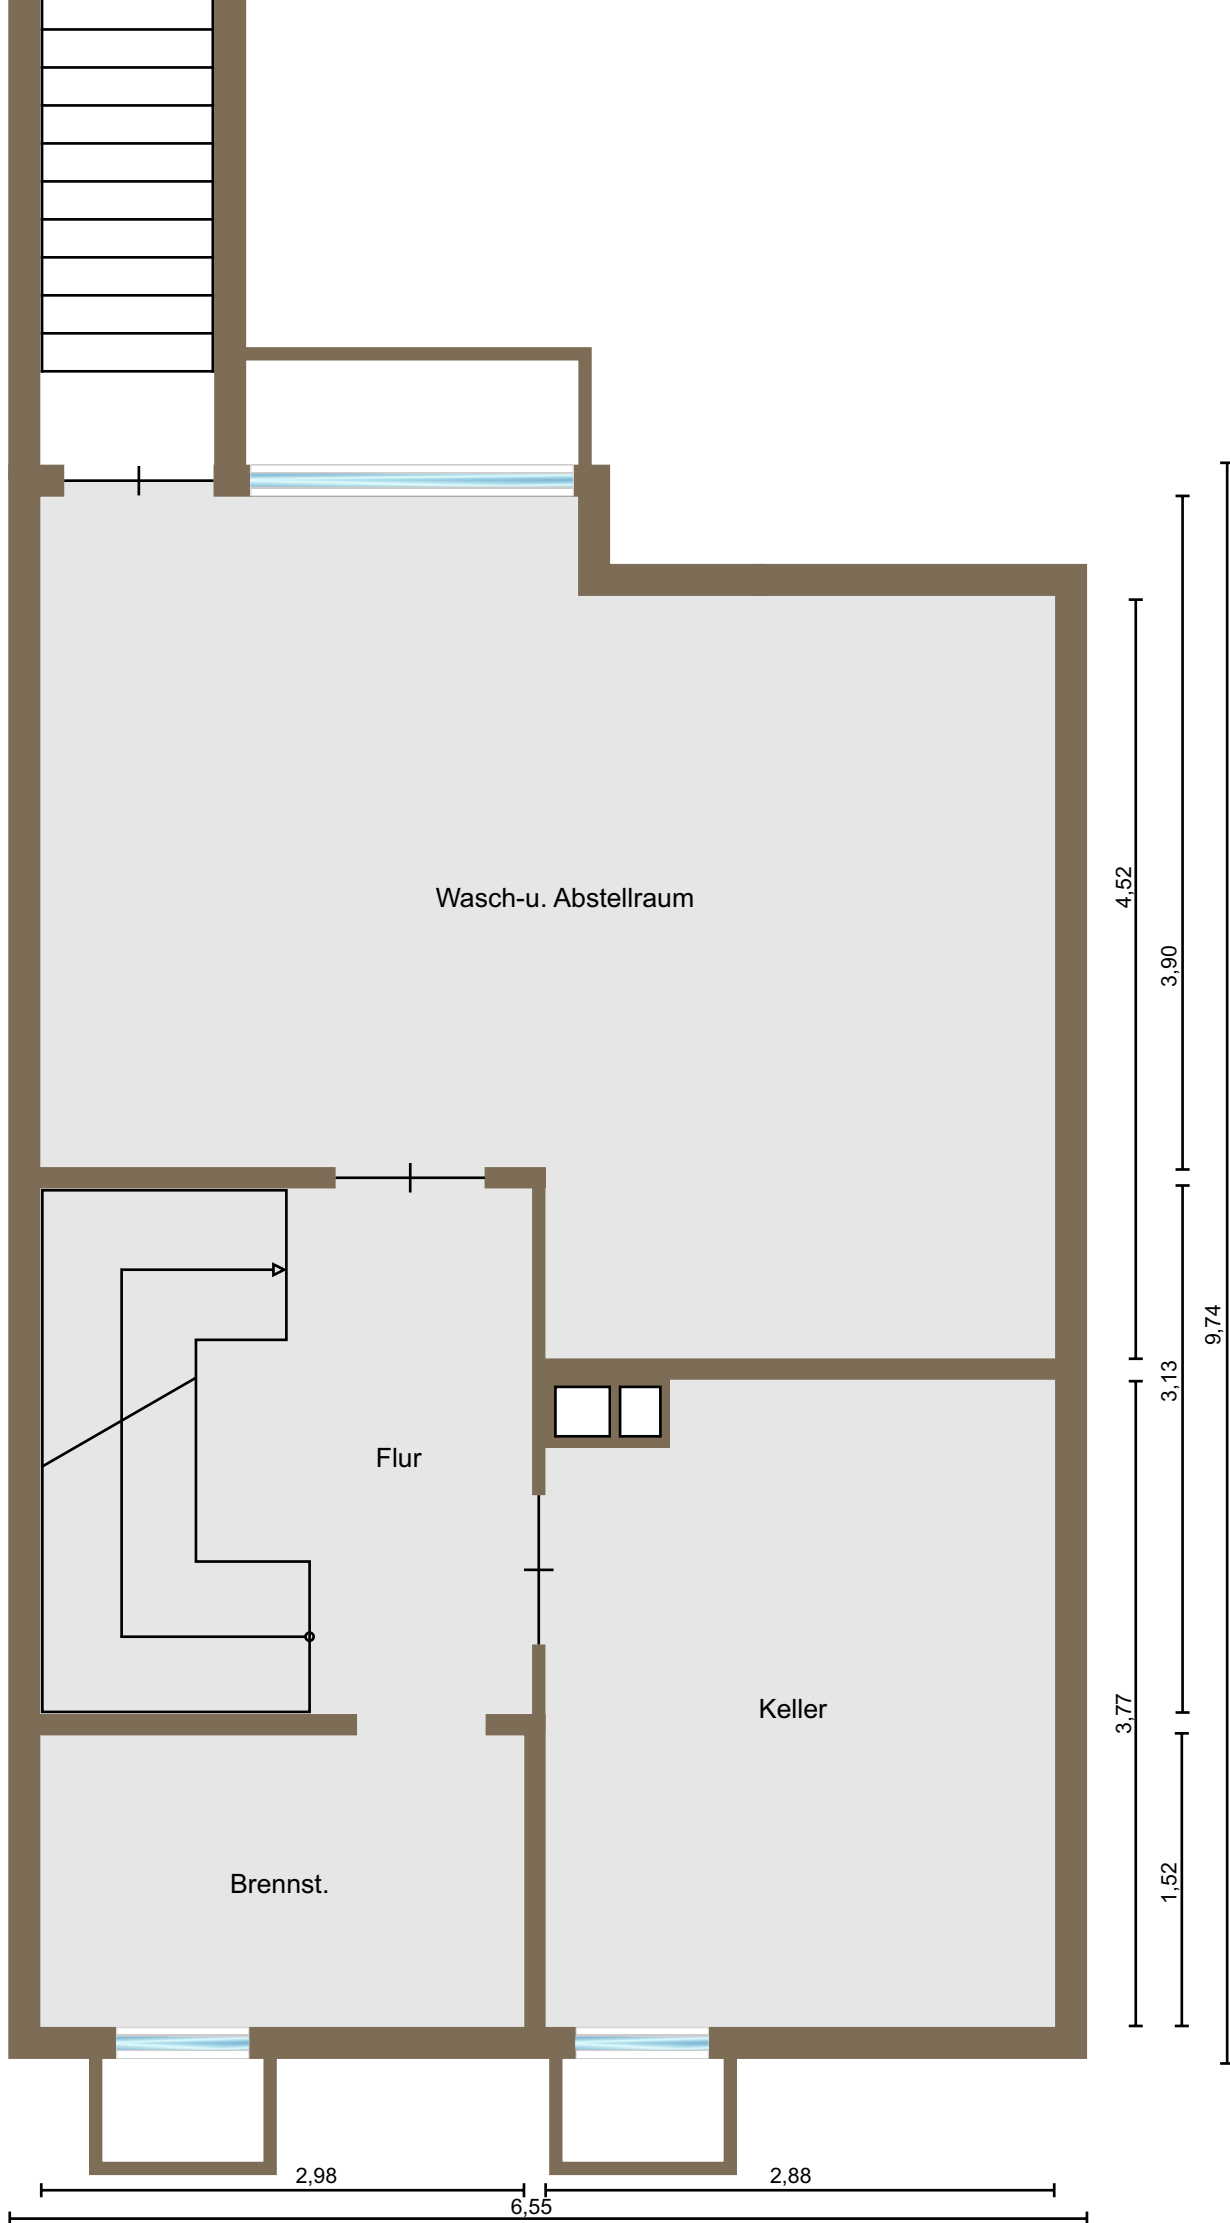 Wasch-u. Abstellraum
4,52
3,90
9,74
3,13
Flur
Keller
3,77
Brennst.
1,52
2,98
2,88
6,55